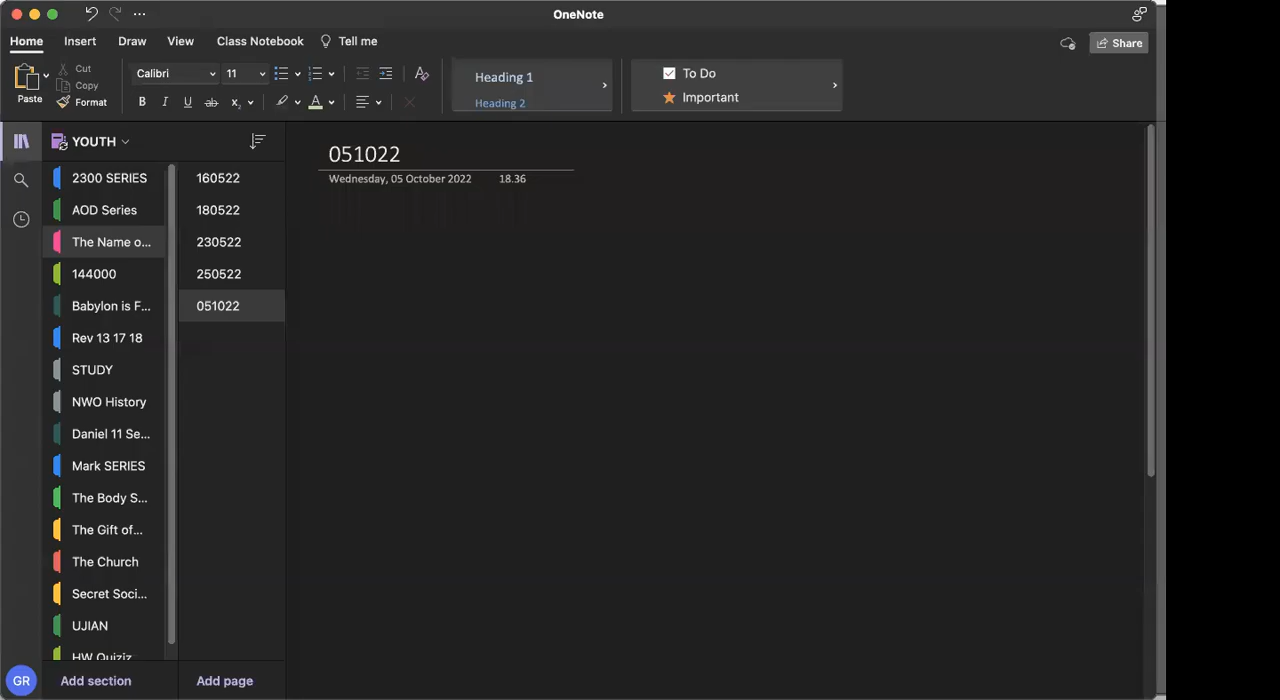 OneNote
Home Insert Draw View Class Notebook Tell me
Share
Paste
Cut
Copy
Format
Calibri 11
Heading 1
Heading 2
To Do
Important
YOUTH
2300 SERIES
AOD Series
The Name o...
144000
Babylon is F...
Rev 13 17 18
STUDY
NWO History
Daniel 11 Se...
Mark SERIES
The Body S...
The Gift of...
The Church
Secret Soci...
UJIAN
HW Quiziz
Add section
160522
180522
230522
250522
051022
Add page
051022
Wednesday, 05 October 2022 18.36
GR